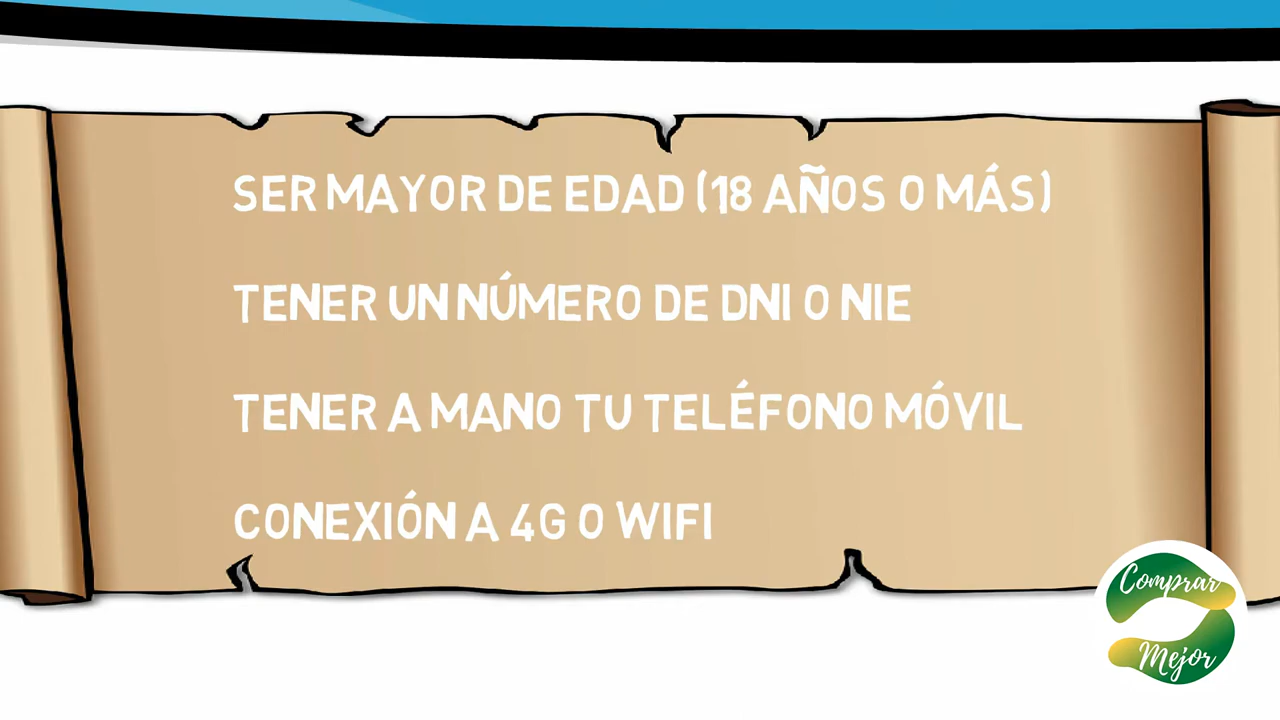 SER MAYOR DE EDAD (18 AÑOS O MÁS)
TENER UN NÚMERO DE DNI O NIE
TENER A MANO TU TELÉFONO MÓVIL
CONEXIÓN A 4G O WIFI
Comprar
Mejor